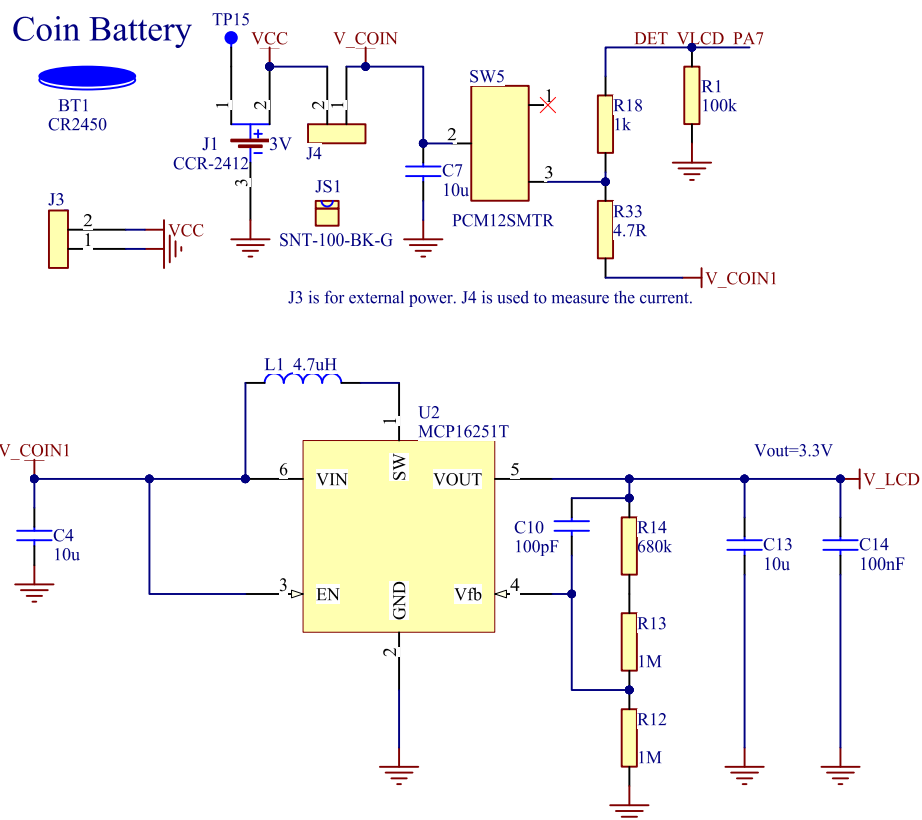 Coin Battery
TP15
VCC
V_COIN
DET_VLCD_PA7
BT1
CR2450
1
2
J1
CCR-2412
+
−
3V
3
2
1
J4
JS1
SNT-100-BK-G
SW5
1
2
3
PCM12SMTR
C7
10u
R18
1k
R1
100k
R33
4.7R
V_COIN1
J3
2
1
VCC
J3 is for external power. J4 is used to measure the current.
L1 4.7uH
U2
MCP16251T
1
V_COIN1
6
VIN
SW
VOUT
5
Vout=3.3V
V_LCD
C4
10u
3
EN
GND
Vfb
4
2
C10
100pF
R14
680k
R13
1M
R12
1M
C13
10u
C14
100nF